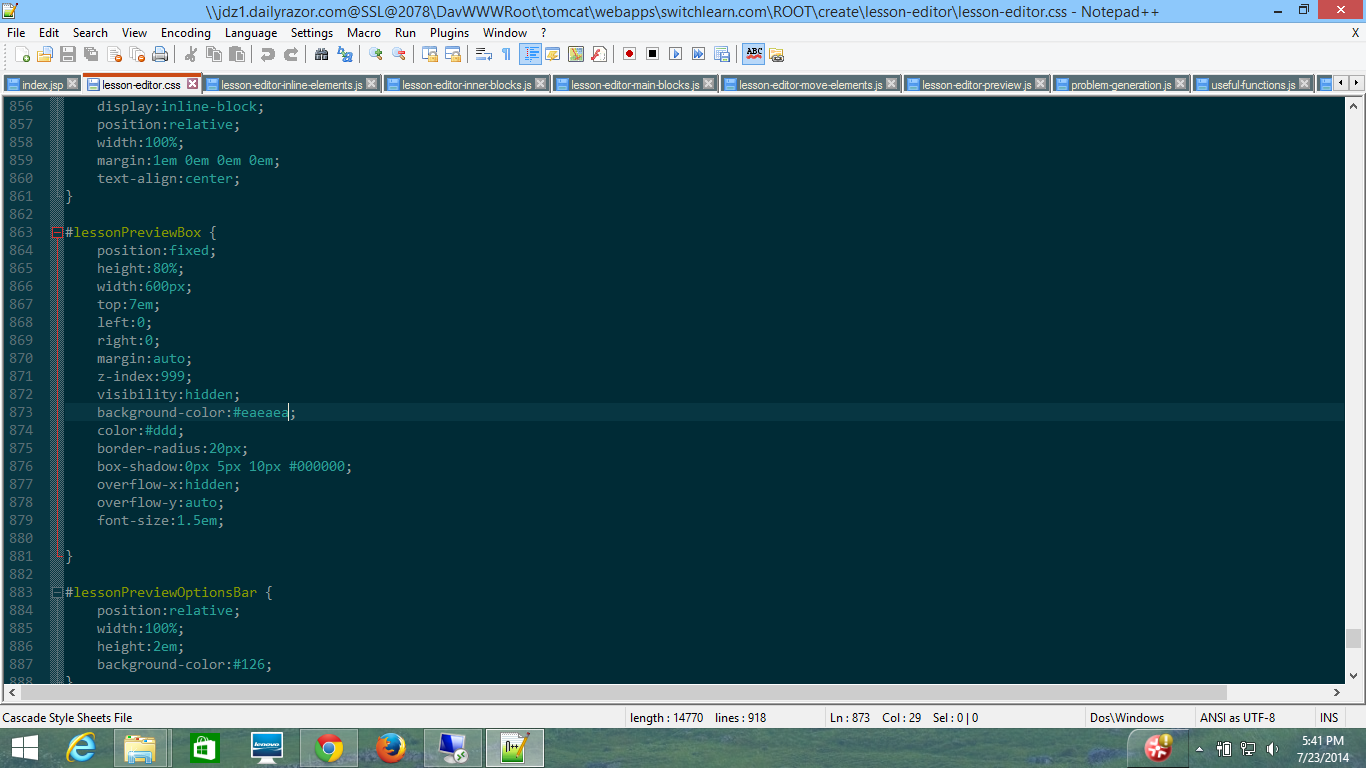 \\jdz1.dailyrazor.com@SSL@2078\DavWWWRoot\tomcat\webapps\switchlearn.com\ROOT\create\lesson-editor\lesson-editor.css - Notepad++
File Edit Search View Encoding Language Settings Macro Run Plugins Window ? X
ABC
index.jsp lesson-editor.css lesson-editor-inline-elements.js lesson-editor-inner-blocks.js lesson-editor-main-blocks.js lesson-editor-move-elements.js lesson-editor-preview.js problem-generation.js useful-functions.js
856 display:inline-block;
857 position:relative;
858 width:100%;
859 margin:1em 0em 0em 0em;
860 text-align:center;
861 }
862
863 #lessonPreviewBox {
864 position:fixed;
865 height:80%;
866 width:600px;
867 top:7em;
868 left:0;
869 right:0;
870 margin:auto;
871 z-index:999;
872 visibility:hidden;
873 background-color:#eaeaea;
874 color:#ddd;
875 border-radius:20px;
876 box-shadow:0px 5px 10px #000000;
877 overflow-x:hidden;
878 overflow-y:auto;
879 font-size:1.5em;
880
881 }
882
883 #lessonPreviewOptionsBar {
884 position:relative;
885 width:100%;
886 height:2em;
887 background-color:#126;
888 }
Cascade Style Sheets File length : 14770 lines : 918 Ln : 873 Col : 29 Sel : 0 | 0 Dos\Windows ANSI as UTF-8 INS
lenovo
5:41 PM
7/23/2014